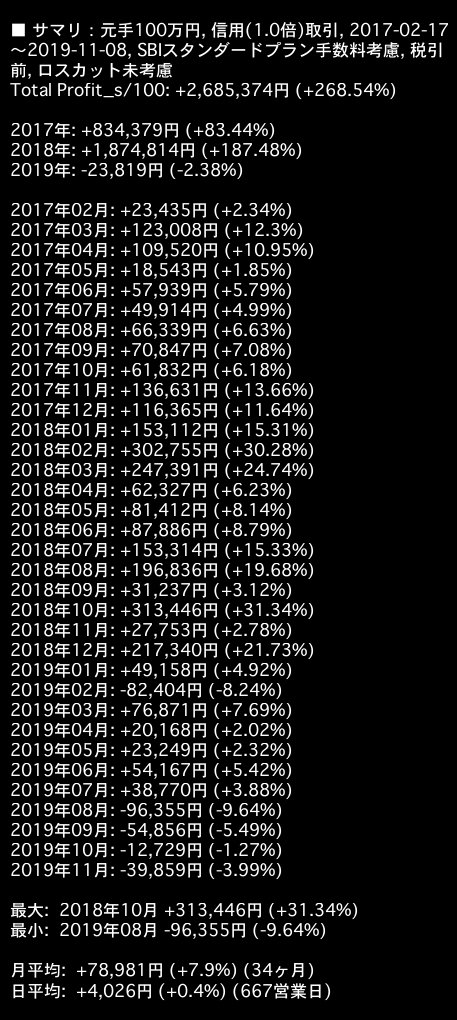 ■ サマリ：元手100万円, 信用(1.0倍)取引, 2017-02-17
〜2019-11-08, SBIスタンダードプラン手数料考慮, 税引
前, ロスカット未考慮
Total Profit_s/100: +2,685,374円 (+268.54%)
2017年: +834,379円 (+83.44%)
2018年: +1,874,814円 (+187.48%)
2019年: -23,819円 (-2.38%)
2017年02月: +23,435円 (+2.34%)
2017年03月: +123,008円 (+12.3%)
2017年04月: +109,520円 (+10.95%)
2017年05月: +18,543円 (+1.85%)
2017年06月: +57,939円 (+5.79%)
2017年07月: +49,914円 (+4.99%)
2017年08月: +66,339円 (+6.63%)
2017年09月: +70,847円 (+7.08%)
2017年10月: +61,832円 (+6.18%)
2017年11月: +136,631円 (+13.66%)
2017年12月: +116,365円 (+11.64%)
2018年01月: +153,112円 (+15.31%)
2018年02月: +302,755円 (+30.28%)
2018年03月: +247,391円 (+24.74%)
2018年04月: +62,327円 (+6.23%)
2018年05月: +81,412円 (+8.14%)
2018年06月: +87,886円 (+8.79%)
2018年07月: +153,314円 (+15.33%)
2018年08月: +196,836円 (+19.68%)
2018年09月: +31,237円 (+3.12%)
2018年10月: +313,446円 (+31.34%)
2018年11月: +27,753円 (+2.78%)
2018年12月: +217,340円 (+21.73%)
2019年01月: +49,158円 (+4.92%)
2019年02月: -82,404円 (-8.24%)
2019年03月: +76,871円 (+7.69%)
2019年04月: +20,168円 (+2.02%)
2019年05月: +23,249円 (+2.32%)
2019年06月: +54,167円 (+5.42%)
2019年07月: +38,770円 (+3.88%)
2019年08月: -96,355円 (-9.64%)
2019年09月: -54,856円 (-5.49%)
2019年10月: -12,729円 (-1.27%)
2019年11月: -39,859円 (-3.99%)
最大: 2018年10月 +313,446円 (+31.34%)
最小: 2019年08月 -96,355円 (-9.64%)
月平均: +78,981円 (+7.9%) (34ヶ月)
日平均: +4,026円 (+0.4%) (667営業日)